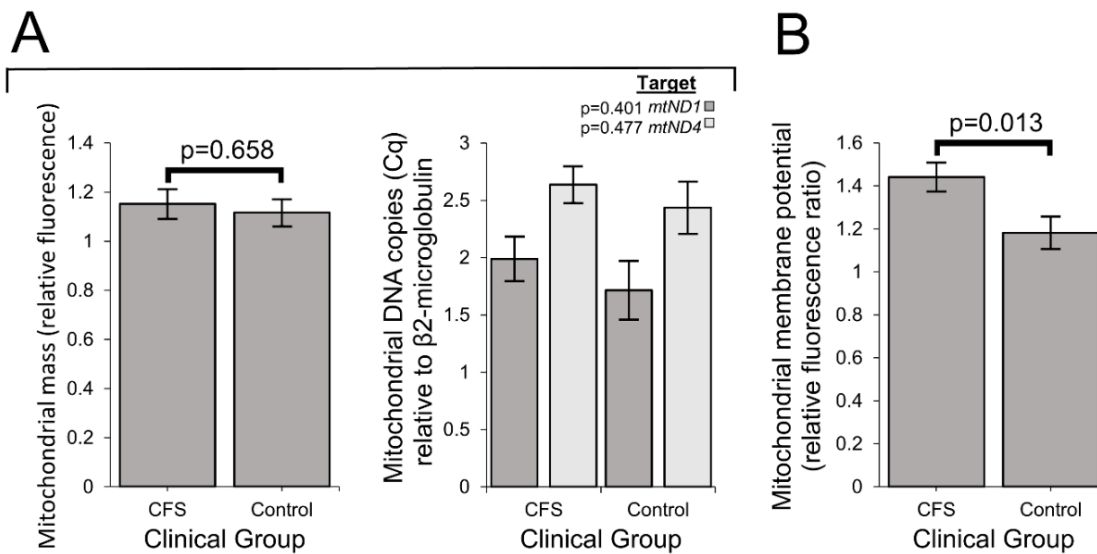 A
Mitochondrial mass (relative fluorescence)
1.4
1.2
1
0.8
0.6
0.4
0.2
0
p=0.658
CFS
Control
Clinical Group
Target
p=0.401 mtND1
p=0.477 mtND4
Mitochondrial DNA copies (Cq)
relative to β2-microglobulin
3
2.5
2
1.5
1
0.5
0
CFS
Control
Clinical Group
B
Mitochondrial membrane potential
(relative fluorescence ratio)
1.6
1.4
1.2
1
0.8
0.6
0.4
0.2
0
p=0.013
CFS
Control
Clinical Group